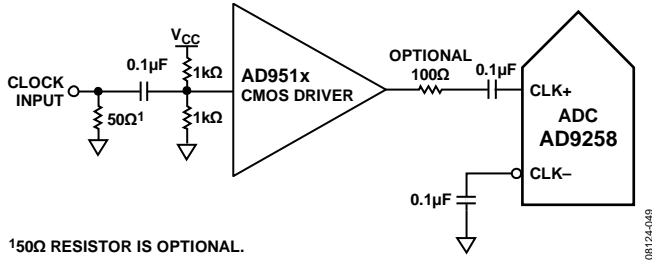 V_CC
OPTIONAL
0.1µF
1kΩ
AD951x
100Ω
0.1µF
CLOCK
INPUT
CMOS DRIVER
CLK+
50Ω¹
1kΩ
ADC
AD9258
CLK–
0.1µF
¹50Ω RESISTOR IS OPTIONAL.
08124-049